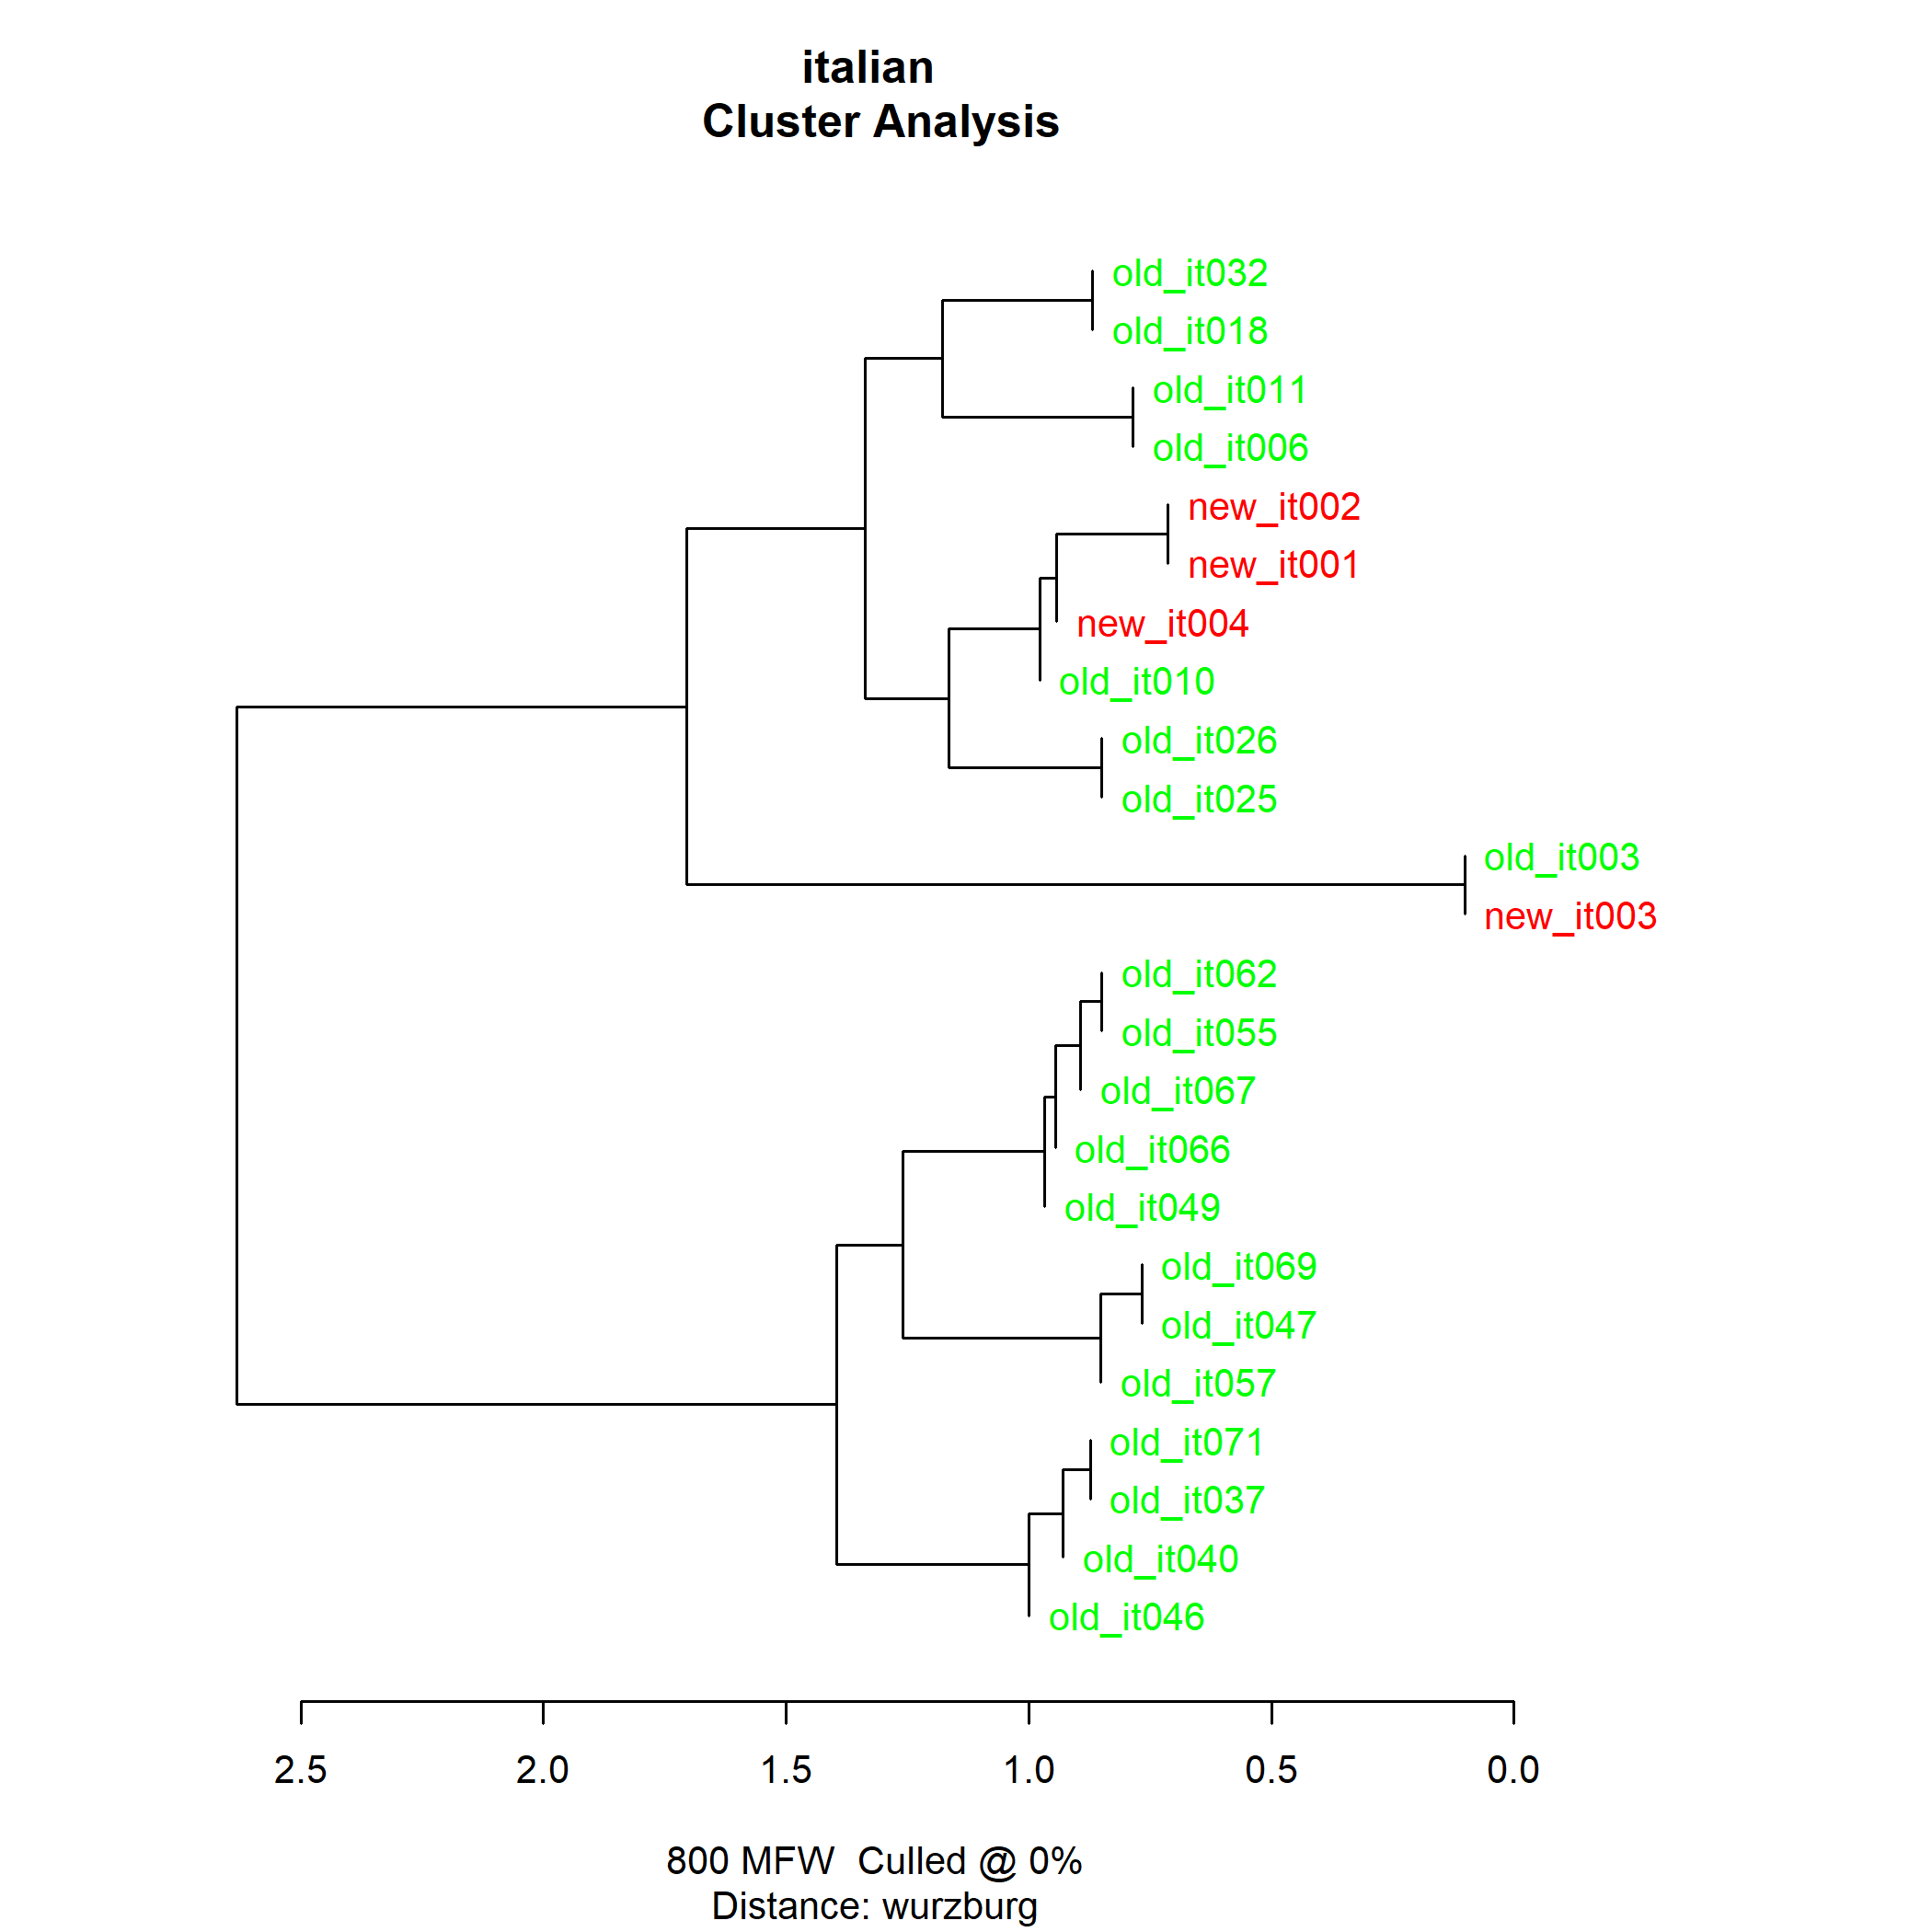 italian
Cluster Analysis
old_it032
old_it018
old_it011
old_it006
new_it002
new_it001
new_it004
old_it010
old_it026
old_it025
old_it003
new_it003
old_it062
old_it055
old_it067
old_it066
old_it049
old_it069
old_it047
old_it057
old_it071
old_it037
old_it040
old_it046
2.5 2.0 1.5 1.0 0.5 0.0
800 MFW  Culled @ 0%
Distance: wurzburg